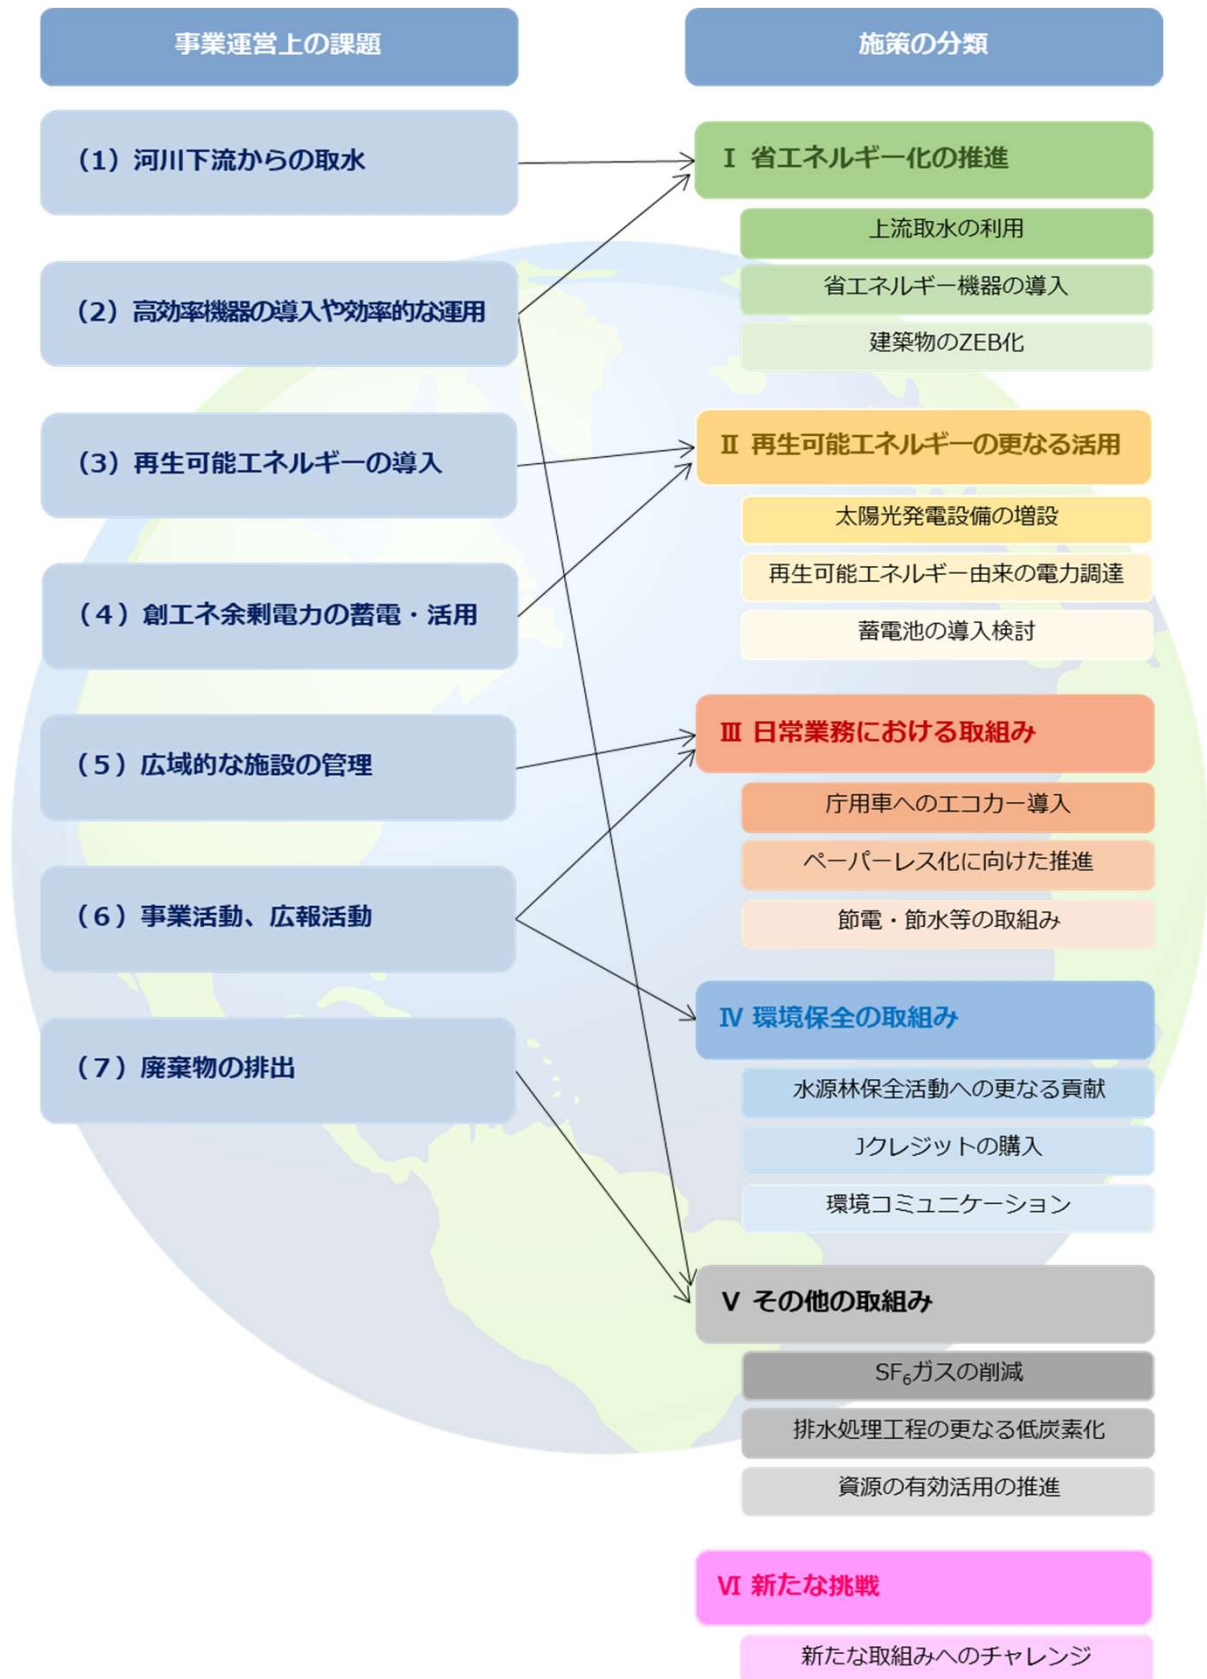 事業運営上の課題
(1)河川下流からの取水
(2)高効率機器の導入や効率的な運用
(3)再生可能エネルギーの導入
(4)創エネ余剰電力の蓄電・活用
(5)広域的な施設の管理
(6)事業活動、広報活動
(7)廃棄物の排出
施策の分類
Ⅰ 省エネルギー化の推進
上流取水の利用
省エネルギー機器の導入
建築物のZEB化
Ⅱ 再生可能エネルギーの更なる活用
太陽光発電設備の増設
再生可能エネルギー由来の電力調達
蓄電池の導入検討
Ⅲ 日常業務における取組み
庁用車へのエコカー導入
ペーパーレス化に向けた推進
節電・節水等の取組み
Ⅳ 環境保全の取組み
水源林保全活動への更なる貢献
Jクレジットの購入
環境コミュニケーション
Ⅴ その他の取組み
SF₆ガスの削減
排水処理工程の更なる低炭素化
資源の有効活用の推進
Ⅵ 新たな挑戦
新たな取組みへのチャレンジ